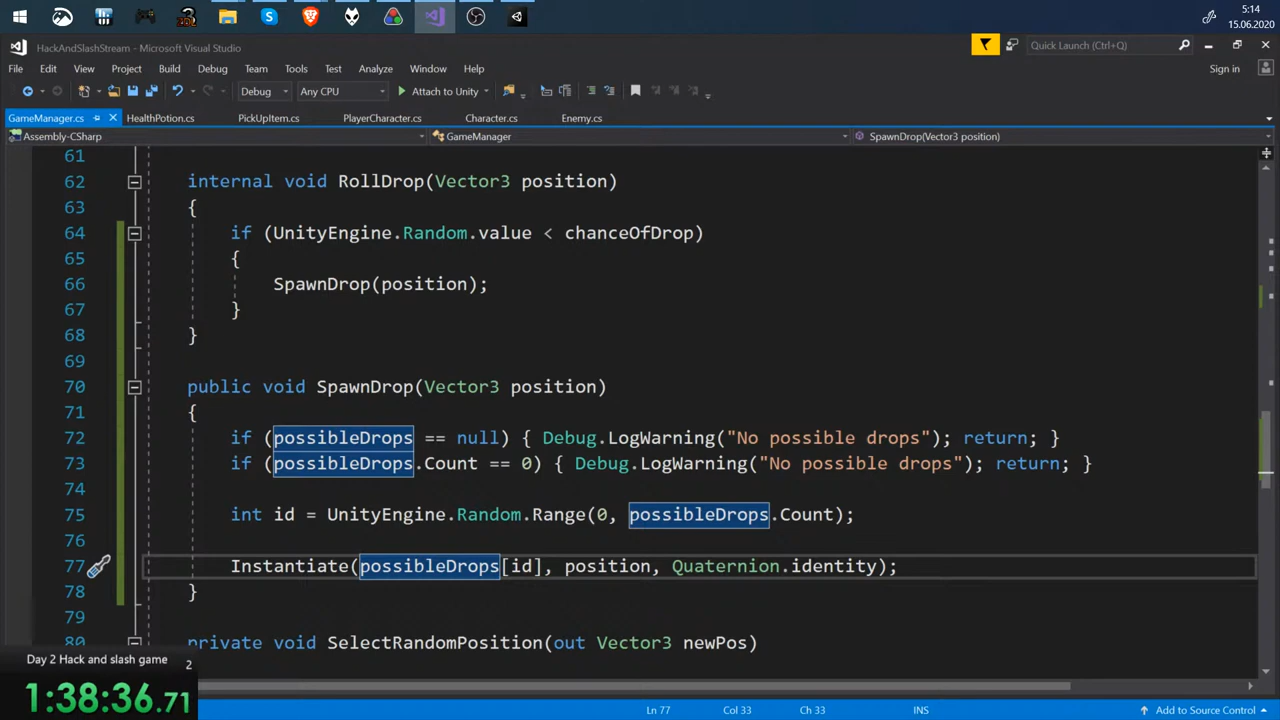 5:14
15.06.2020
HackAndSlashStream - Microsoft Visual Studio
Quick Launch (Ctrl+Q)
File Edit View Project Build Debug Team Tools Test Analyze Window Help
Sign in
Debug Any CPU Attach to Unity
GameManager.cs HealthPotion.cs PickUpItem.cs PlayerCharacter.cs Character.cs Enemy.cs
Assembly-CSharp GameManager SpawnDrop(Vector3 position)
61
62 internal void RollDrop(Vector3 position)
63 {
64 if (UnityEngine.Random.value < chanceOfDrop)
65 {
66 SpawnDrop(position);
67 }
68 }
69
70 public void SpawnDrop(Vector3 position)
71 {
72 if (possibleDrops == null) { Debug.LogWarning("No possible drops"); return; }
73 if (possibleDrops.Count == 0) { Debug.LogWarning("No possible drops"); return; }
74
75 int id = UnityEngine.Random.Range(0, possibleDrops.Count);
76
77 Instantiate(possibleDrops[id], position, Quaternion.identity);
78 }
79
80 private void SelectRandomPosition(out Vector3 newPos)
Day 2 Hack and slash game 2
1:38:36.71
Ln 77 Col 33 Ch 33 INS Add to Source Control